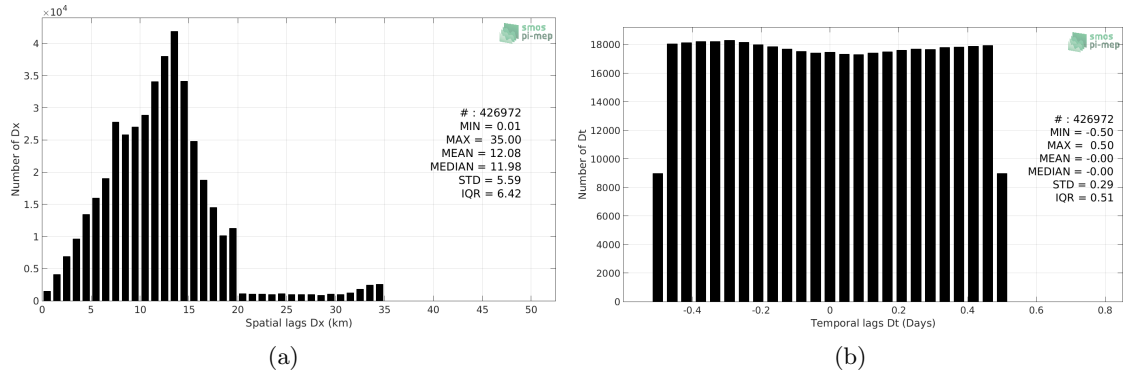 ×10⁴
4
3.5
3
2.5
2
1.5
1
0.5
0
Number of Dx
0 5 10 15 20 25 30 35 40 45 50
Spatial lags Dx (km)
smos
pi-mep
# : 426972
MIN = 0.01
MAX = 35.00
MEAN = 12.08
MEDIAN = 11.98
STD = 5.59
IQR = 6.42
(a)
18000
16000
14000
12000
10000
8000
6000
4000
2000
0
Number of Dt
-0.4 -0.2 0 0.2 0.4 0.6 0.8
Temporal lags Dt (Days)
smos
pi-mep
# : 426972
MIN = -0.50
MAX = 0.50
MEAN = -0.00
MEDIAN = -0.00
STD = 0.29
IQR = 0.51
(b)